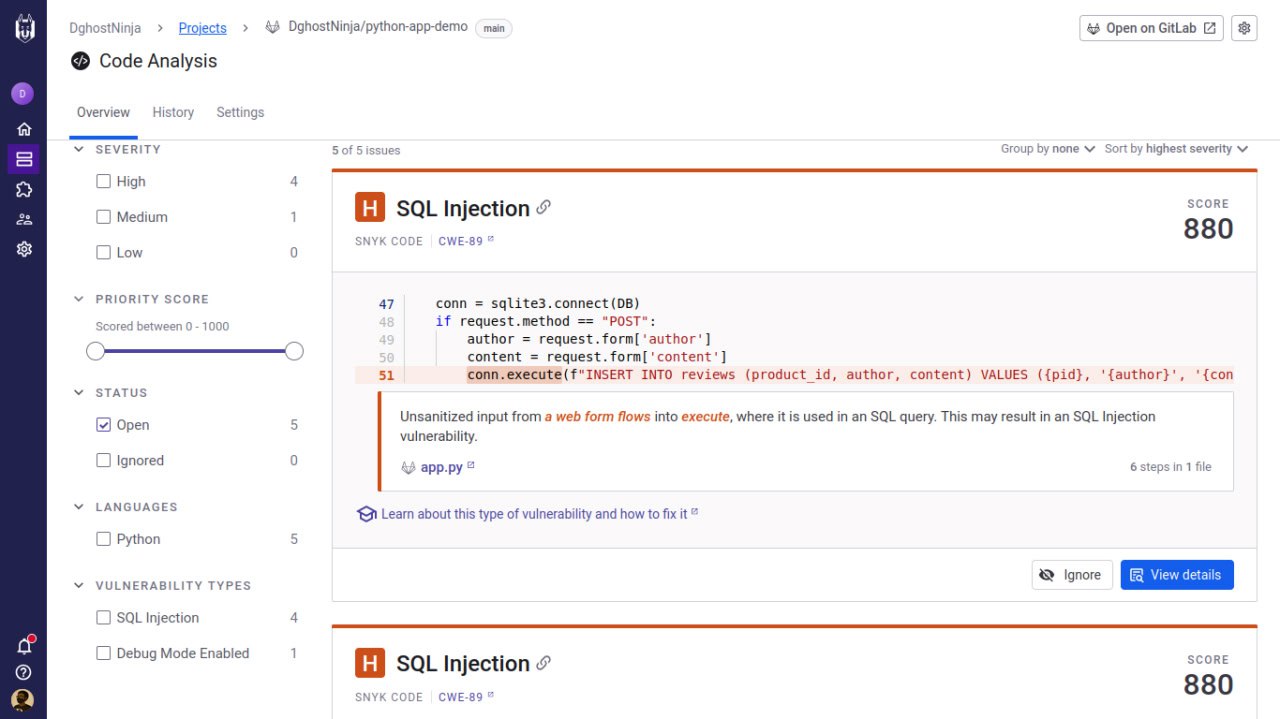 DghostNinja > Projects > DghostNinja/python-app-demo main
Open on GitLab
Code Analysis
D
Overview History Settings
SEVERITY
High 4
Medium 1
Low 0
PRIORITY SCORE
Scored between 0 - 1000
STATUS
Open 5
Ignored 0
LANGUAGES
Python 5
VULNERABILITY TYPES
SQL Injection 4
Debug Mode Enabled 1
5 of 5 issues
Group by none Sort by highest severity
H SQL Injection
SCORE
880
SNYK CODE CWE-89
47 conn = sqlite3.connect(DB)
48 if request.method == "POST":
49 author = request.form['author']
50 content = request.form['content']
51 conn.execute(f"INSERT INTO reviews (product_id, author, content) VALUES ({pid}, '{author}', '{con
Unsanitized input from a web form flows into execute, where it is used in an SQL query. This may result in an SQL Injection
vulnerability.
app.py 6 steps in 1 file
Learn about this type of vulnerability and how to fix it
Ignore View details
H SQL Injection
SCORE
880
SNYK CODE CWE-89